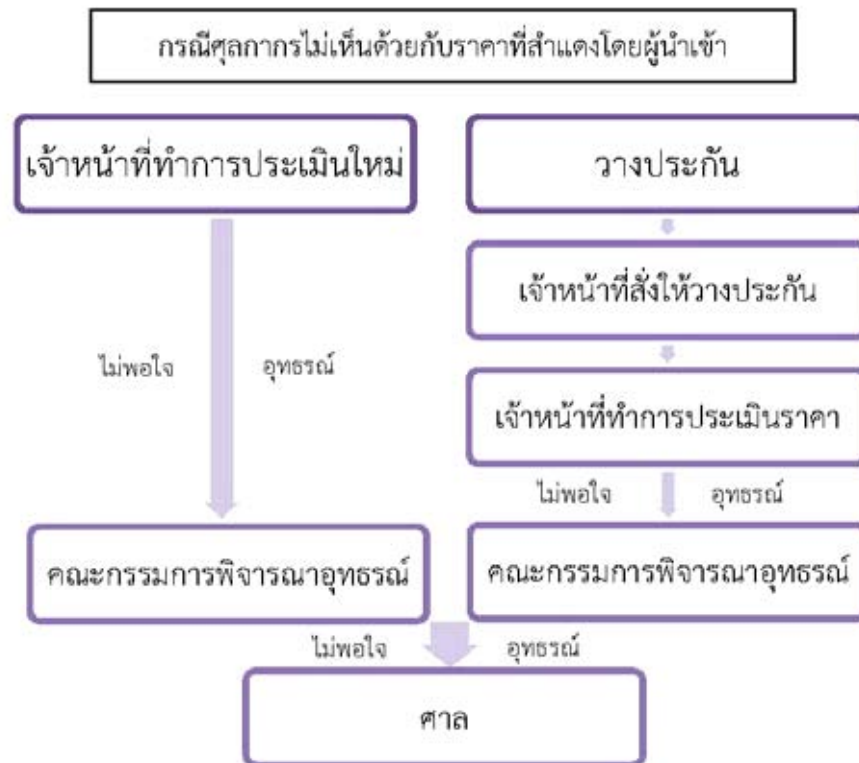 กรณีศุลกากรไม่เห็นด้วยกับราคาที่สำแดงโดยผู้นำเข้า
เจ้าหน้าที่ทำการประเมินใหม่
วางประกัน
เจ้าหน้าที่สั่งให้วางประกัน
ไม่พอใจ อุทธรณ์
เจ้าหน้าที่ทำการประเมินราคา
ไม่พอใจ อุทธรณ์
คณะกรรมการพิจารณาอุทธรณ์
คณะกรรมการพิจารณาอุทธรณ์
ไม่พอใจ อุทธรณ์
ศาล